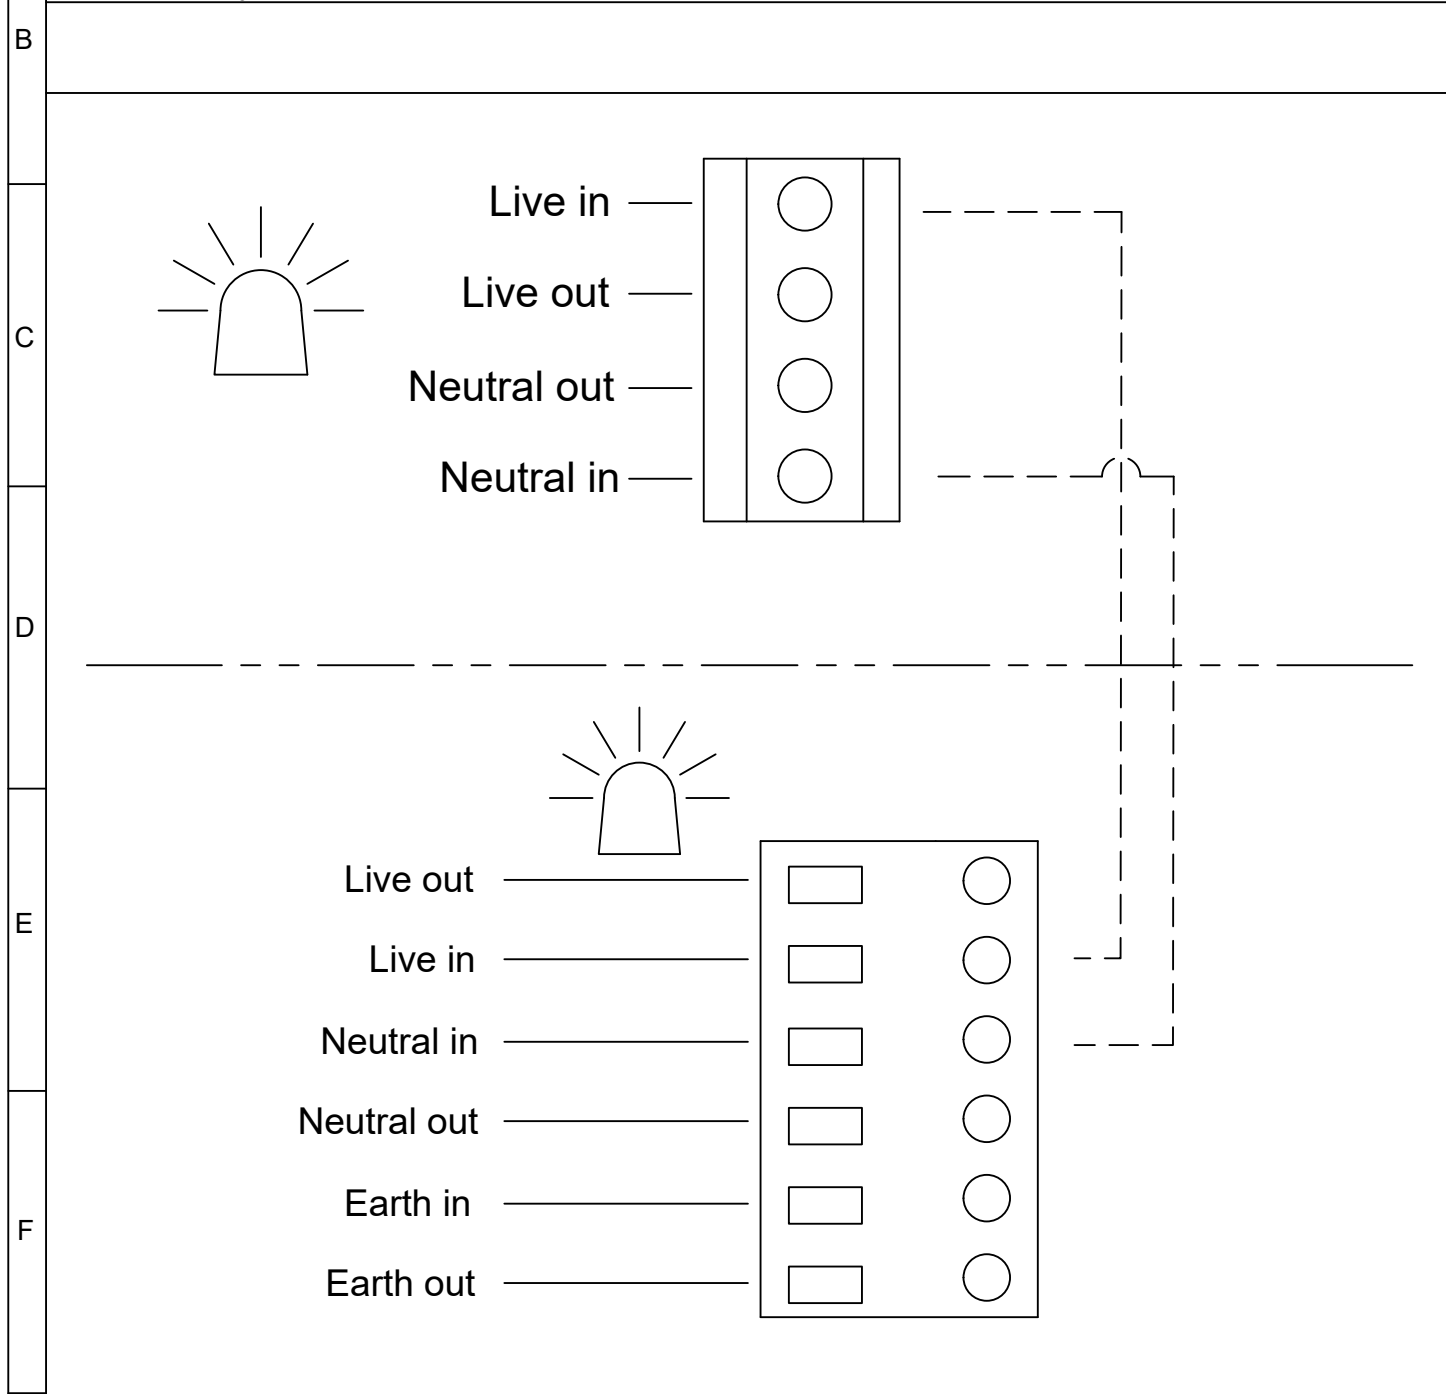 B
Live in
Live out
C
Neutral out
Neutral in
D
Live out
E
Live in
Neutral in
Neutral out
Earth in
F
Earth out